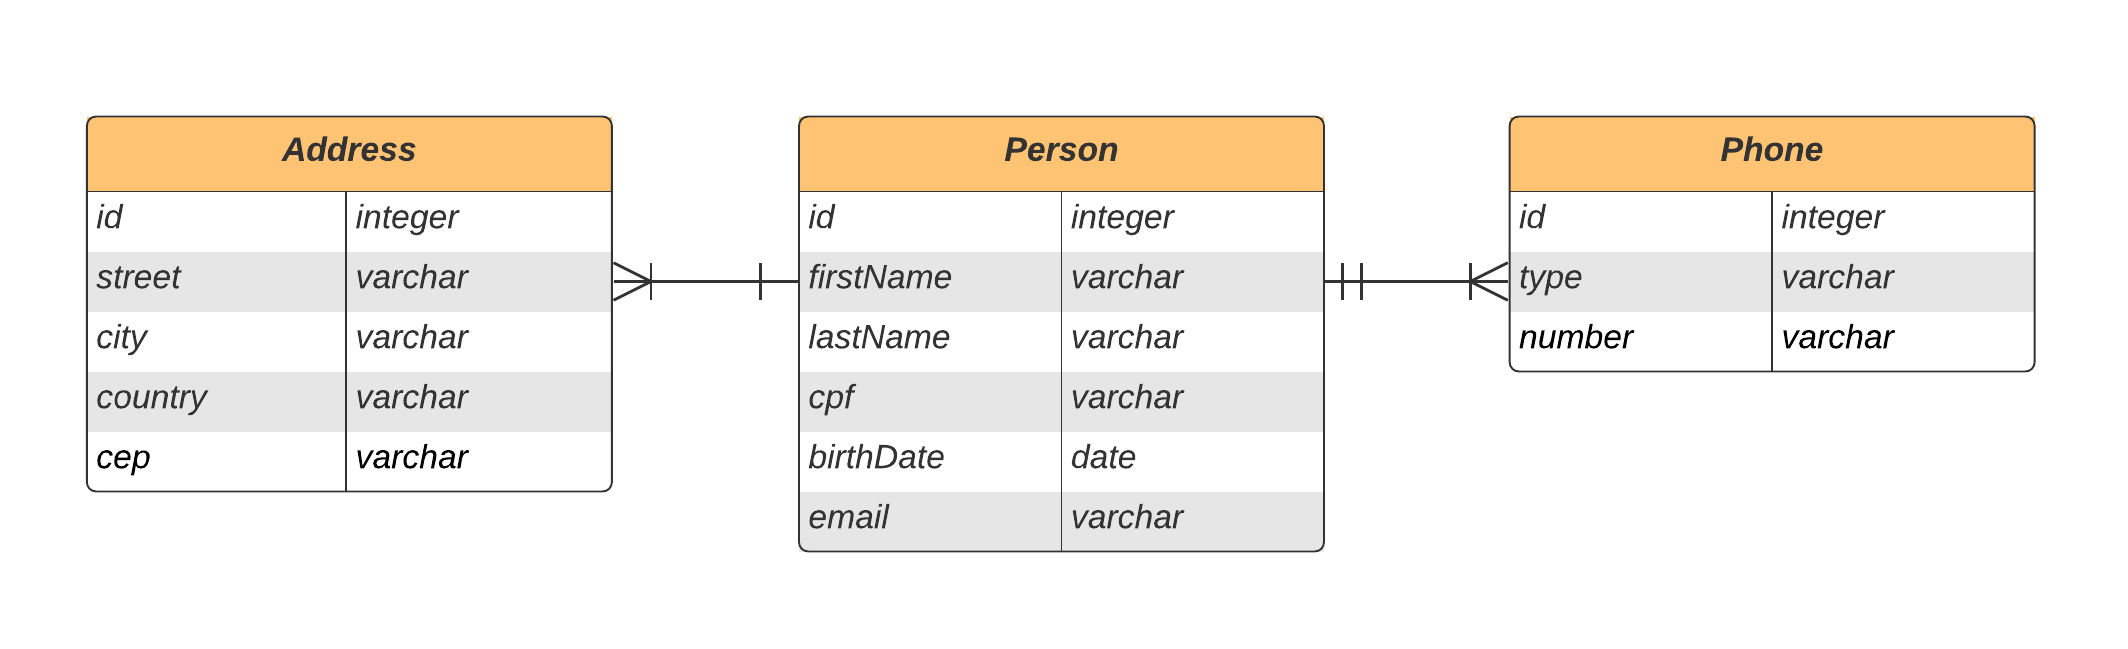 Address
id integer
street varchar
city varchar
country varchar
cep varchar
Person
id integer
firstName varchar
lastName varchar
cpf varchar
birthDate date
email varchar
Phone
id integer
type varchar
number varchar